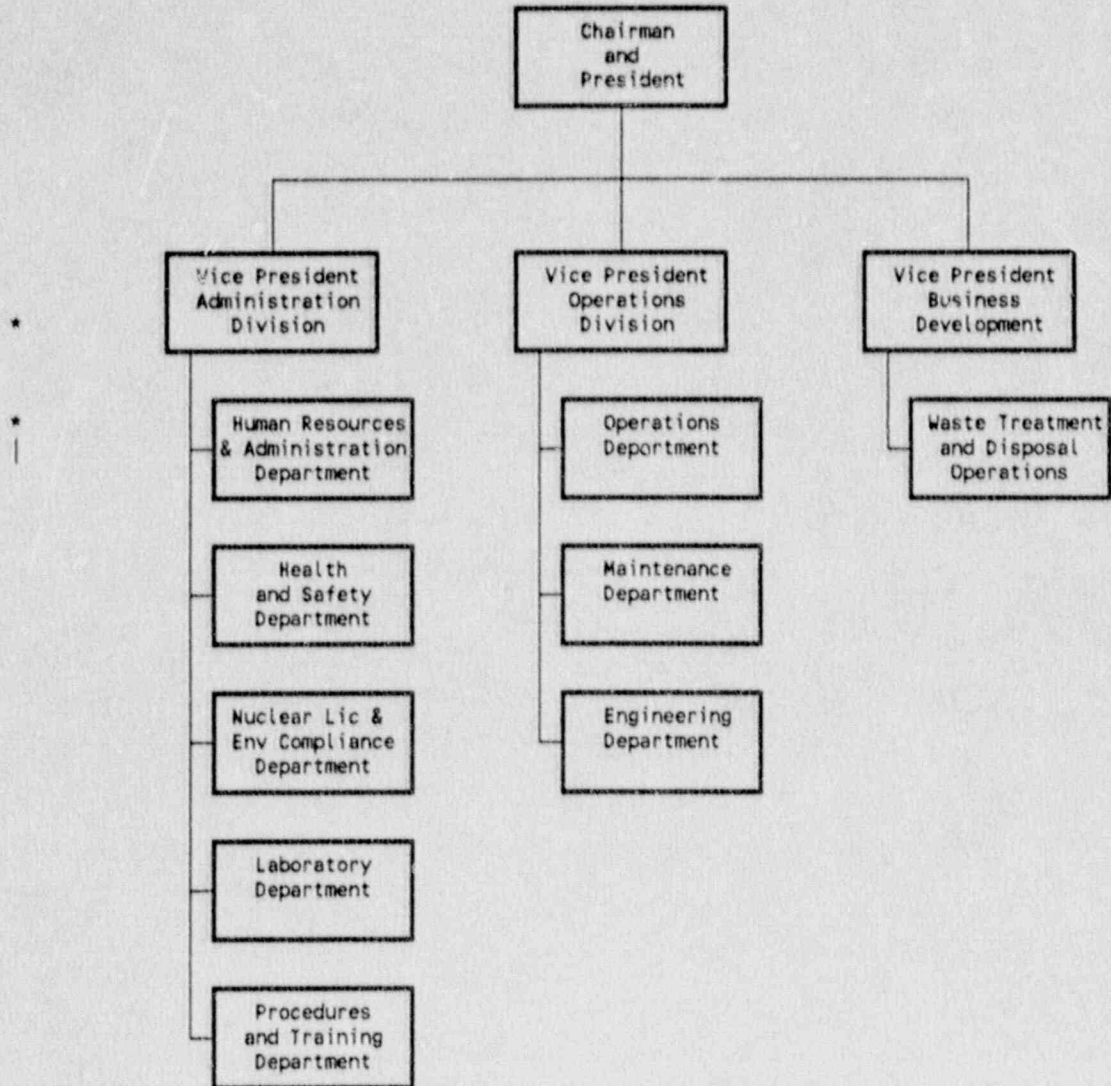 Chairman
and
President
Vice President
Administration
Division
Vice President
Operations
Division
Vice President
Business
Development
*
*
Human Resources
& Administration
Department
Operations
Department
Waste Treatment
and Disposal
Operations
Health
and Safety
Department
Maintenance
Department
Nuclear Lic &
Env Compliance
Department
Engineering
Department
Laboratory
Department
Procedures
and Training
Department